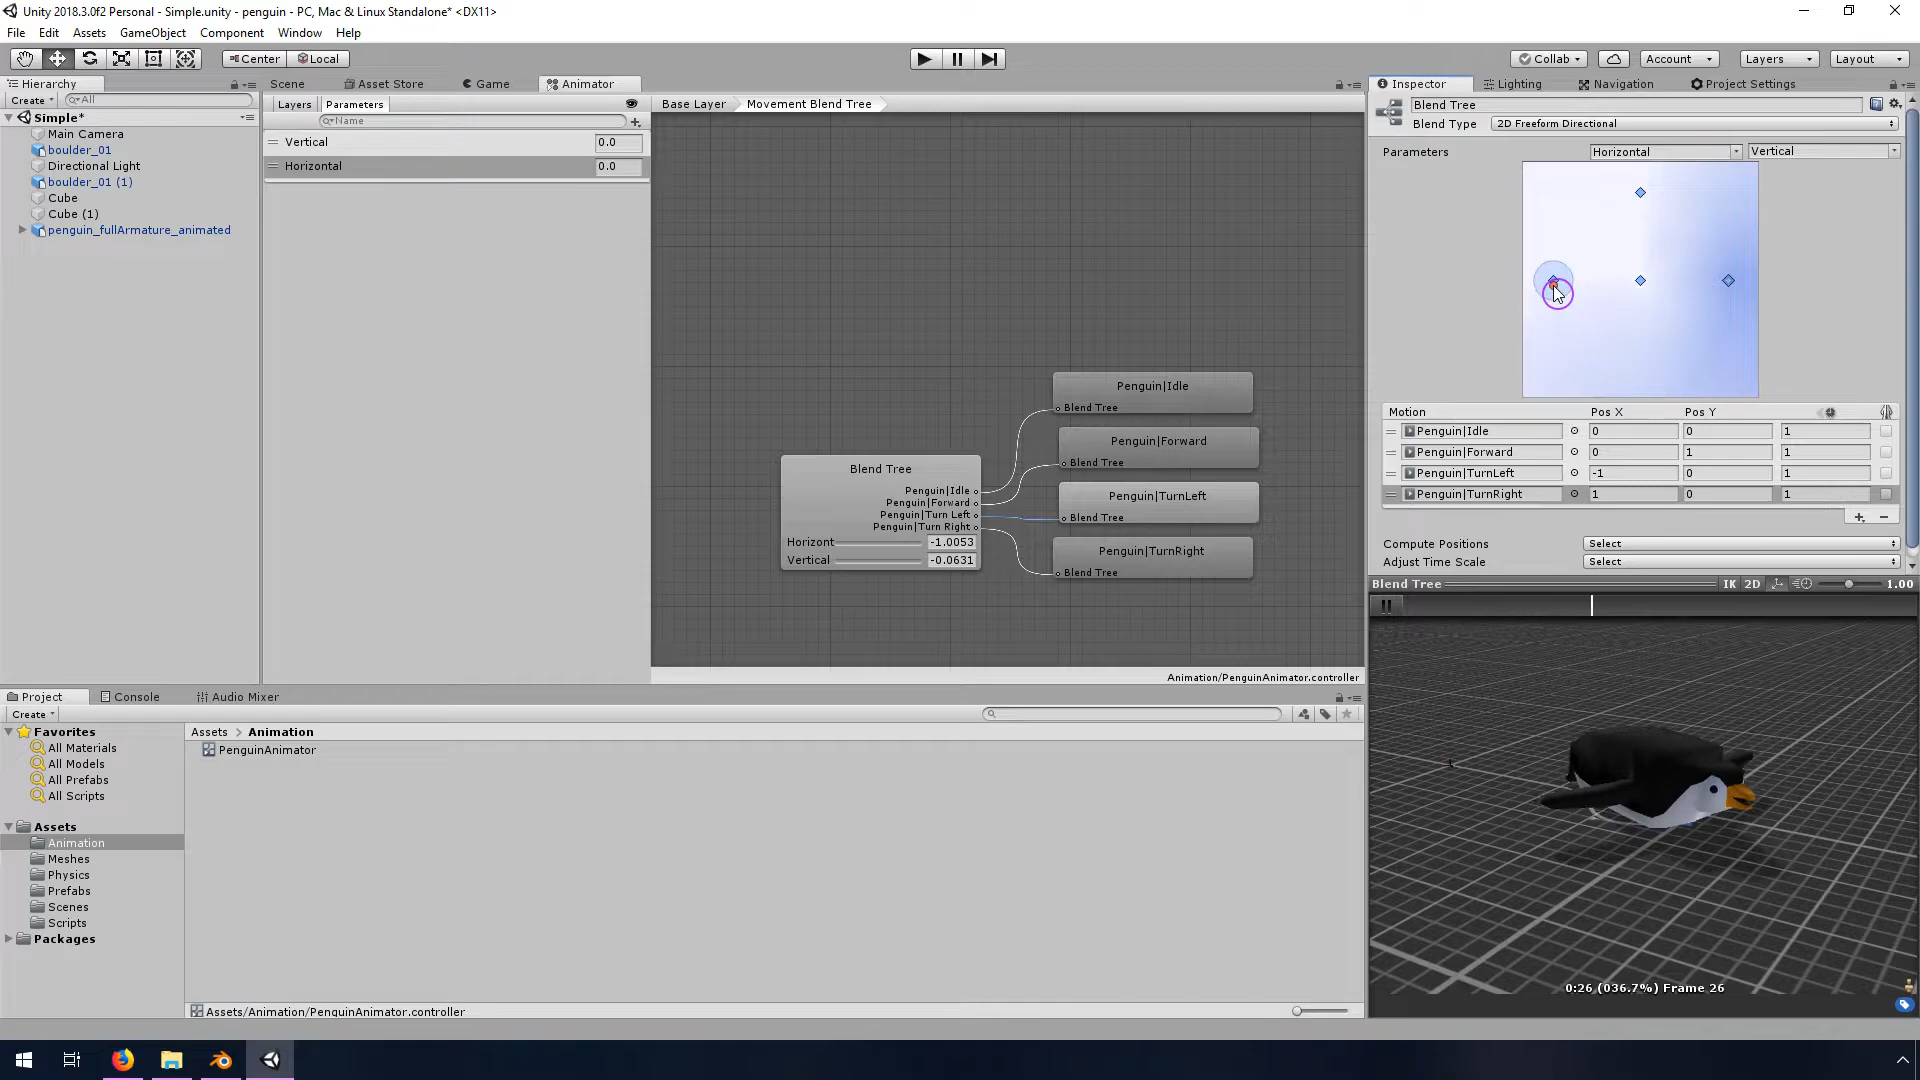 Unity 2018.3.0f2 Personal - Simple.unity - penguin - PC, Mac & Linux Standalone* <DX11>
File Edit Assets GameObject Component Window Help
Center Local Collab Account Layers Layout
Hierarchy
Create All
Simple*
Main Camera
boulder_01
Directional Light
boulder_01 (1)
Cube
Cube (1)
penguin_fullArmature_animated
Scene Asset Store Game Animator
Layers Parameters
Name
Vertical 0.0
Horizontal 0.0
Base Layer Movement Blend Tree
Blend Tree
Penguin|Idle
Penguin|Forward
Penguin|Turn Left
Penguin|Turn Right
Horizont -1.0053
Vertical -0.0631
Penguin|Idle
Blend Tree
Penguin|Forward
Blend Tree
Penguin|TurnLeft
Blend Tree
Penguin|TurnRight
Blend Tree
Animation/PenguinAnimator.controller
Inspector Lighting Navigation Project Settings
Blend Tree
Blend Type 2D Freeform Directional
Parameters Horizontal Vertical
Motion Pos X Pos Y
Penguin|Idle 0 0 1
Penguin|Forward 0 1 1
Penguin|TurnLeft -1 0 1
Penguin|TurnRight 1 0 1
Compute Positions Select
Adjust Time Scale Select
Blend Tree IK 2D 1.00
0:26 (036.7%) Frame 26
Project Console Audio Mixer
Create
Favorites
All Materials
All Models
All Prefabs
All Scripts
Assets
Animation
Meshes
Physics
Prefabs
Scenes
Scripts
Packages
Assets > Animation
PenguinAnimator
Assets/Animation/PenguinAnimator.controller